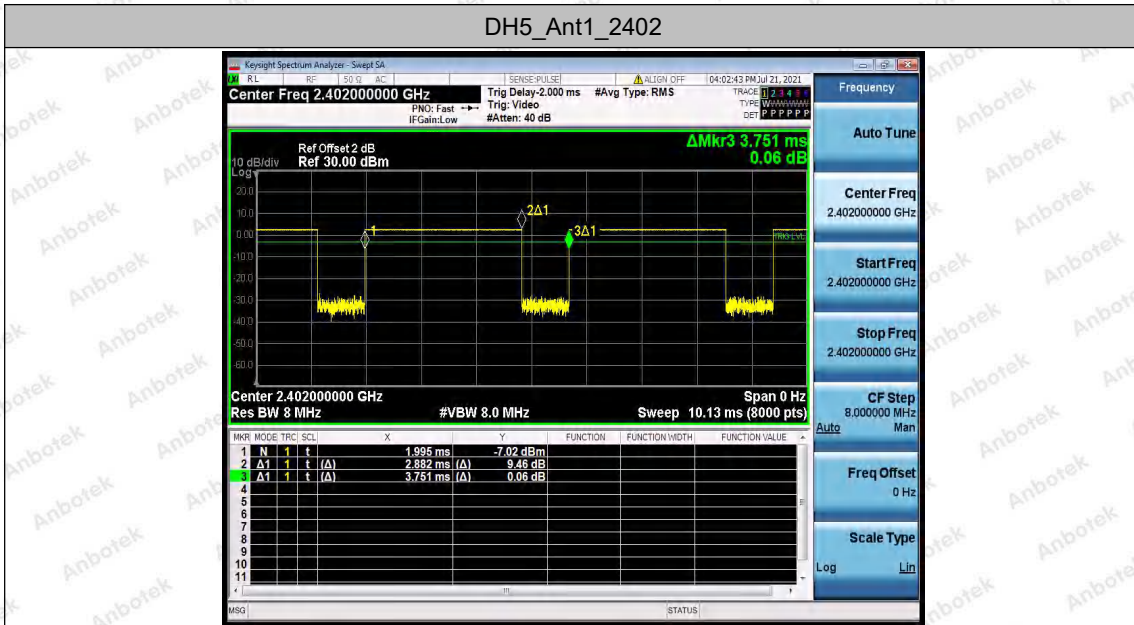 DH5_Ant1_2402
Keysight Spectrum Analyzer - Swept SA
RL RF 50 Ω AC SENSE:PULSE ALIGN OFF 04:02:43 PM Jul 21, 2021
Center Freq 2.402000000 GHz
PNO: Fast
IFGain:Low
Trig Delay-2.000 ms
Trig: Video
#Atten: 40 dB
#Avg Type: RMS
TRACE 1 2 3 4 5 6
TYPE W
DET P P P P P P
ΔMkr3 3.751 ms
0.06 dB
10 dB/div
Log
Ref Offset 2 dB
Ref 30.00 dBm
20.0
10.0
0.00
-10.0
-20.0
-30.0
-40.0
-50.0
-60.0
1
2Δ1
3Δ1
TRIG LVL
Center 2.402000000 GHz Span 0 Hz
Res BW 8 MHz #VBW 8.0 MHz Sweep 10.13 ms (8000 pts)
MKR MODE TRC SCL X Y FUNCTION FUNCTION WIDTH FUNCTION VALUE
1 N 1 t 1.995 ms -7.02 dBm
2 Δ1 1 t (Δ) 2.882 ms (Δ) 9.46 dB
3 Δ1 1 t (Δ) 3.751 ms (Δ) 0.06 dB
4
5
6
7
8
9
10
11
MSG STATUS
Frequency
Auto Tune
Center Freq
2.402000000 GHz
Start Freq
2.402000000 GHz
Stop Freq
2.402000000 GHz
CF Step
8.000000 MHz
Auto Man
Freq Offset
0 Hz
Scale Type
Log Lin
Anbotek